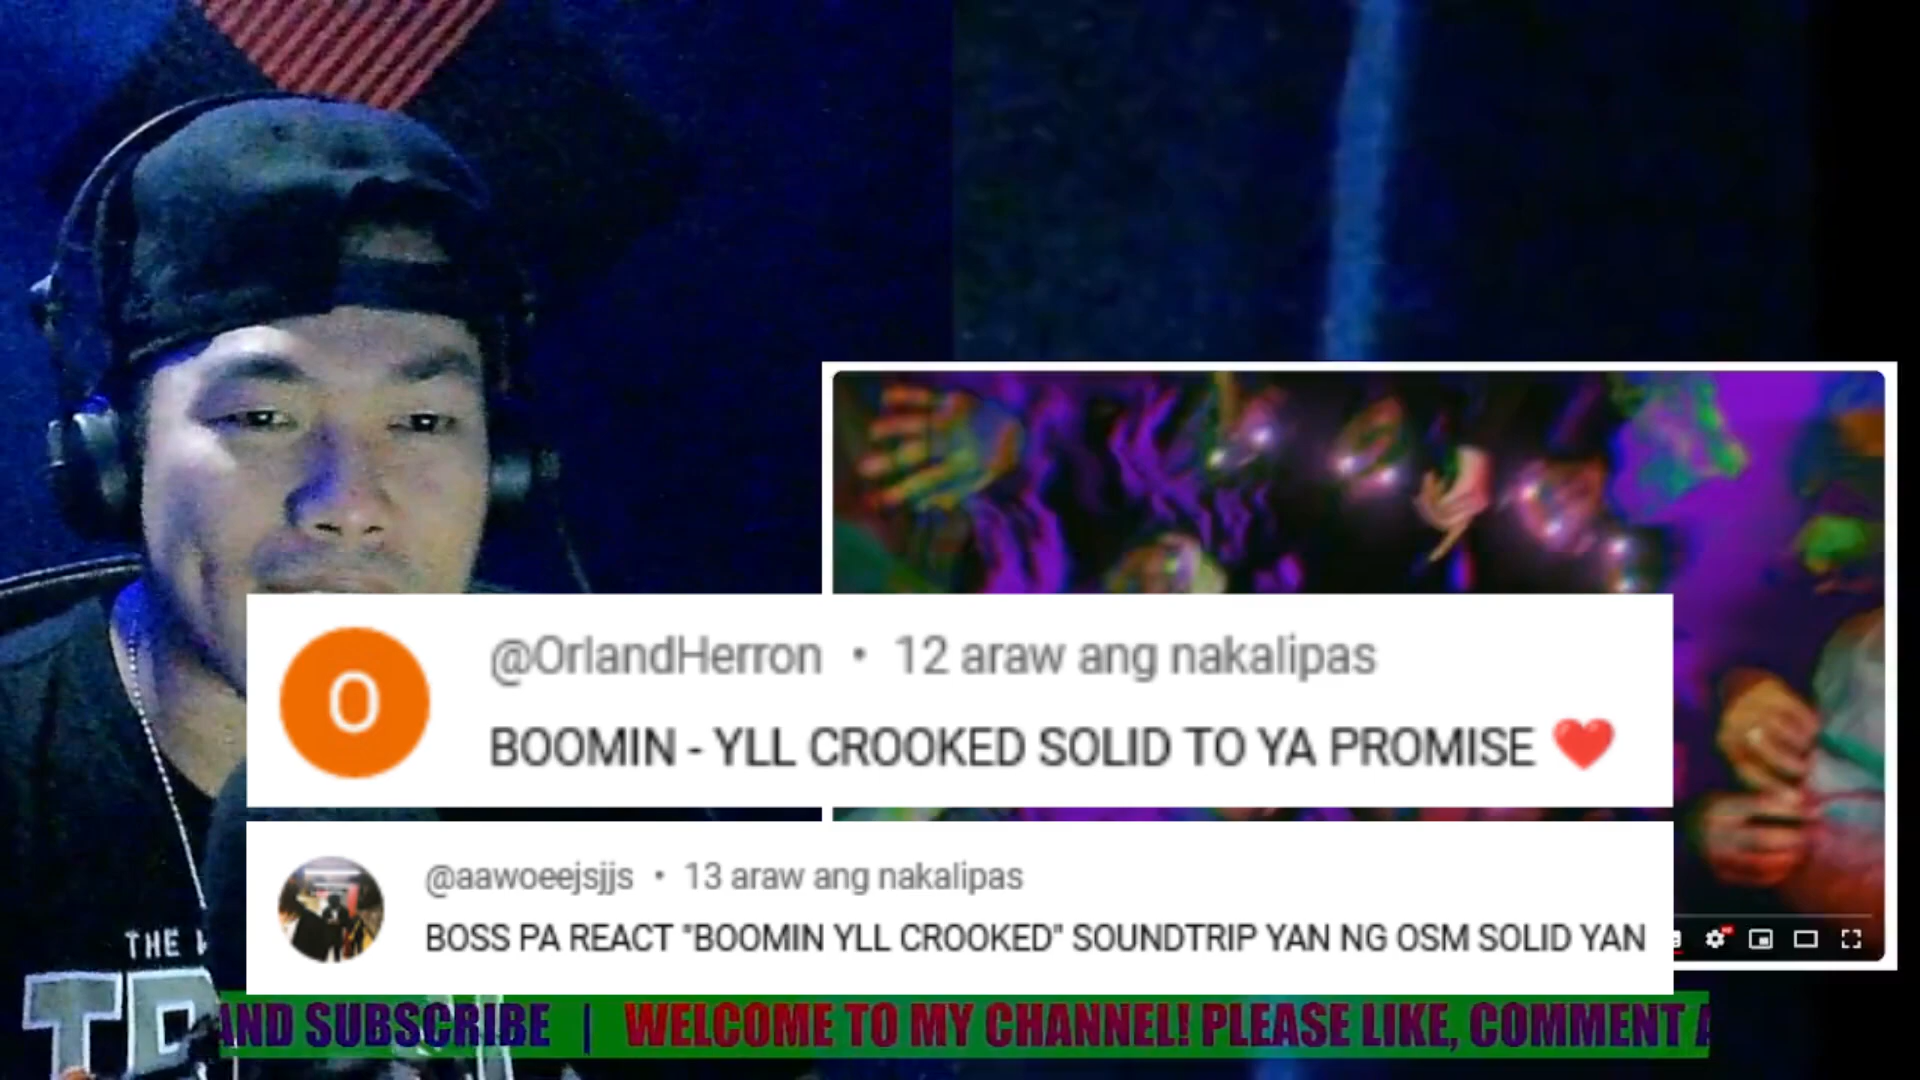 @OrlandHerron • 12 araw ang nakalipas
BOOMIN - YLL CROOKED SOLID TO YA PROMISE ❤️
O
@aawoeejsjjs • 13 araw ang nakalipas
BOSS PA REACT "BOOMIN YLL CROOKED" SOUNDTRIP YAN NG OSM SOLID YAN
THE
AND SUBSCRIBE | WELCOME TO MY CHANNEL! PLEASE LIKE, COMMENT A